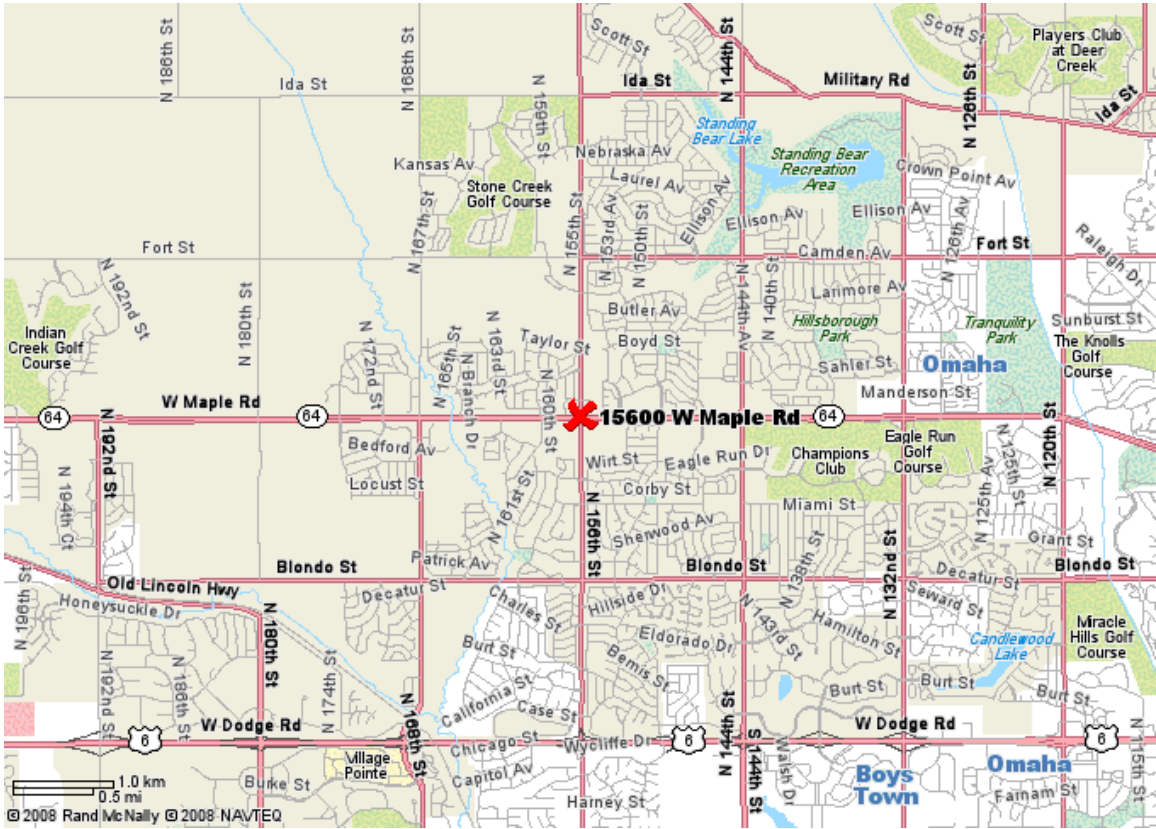 Scott St
Players Club
at Deer
Creek
N 186th St
N 168th St
N 144th St
N 126th St
Ida St
Ida St
Military Rd
Ida St
N 159th St
Standing
Bear Lake
Nebraska Av
Standing Bear
Recreation
Area
Kansas Av
Laurel Av
Crown Point Av
Stone Creek
Golf Course
N 167th St
N 155th St
N 153rd Av
N 150th St
Ellison Av
Ellison Av
Ellison Av
N 126th Av
Fort St
Camden Av
Fort St
Raleigh Dr
N 192nd St
N 180th St
N 144th Av
N 140th St
Larimore Av
Butler Av
Indian
Creek Golf
Course
N 172nd St
N 165th St
N Branch Dr
N 163rd St
Taylor St
Boyd St
Hillsborough
Park
Tranquility
Park
Sunburst St
The Knolls
Golf
Course
Sahler St
Omaha
N 160th St
Manderson St
W Maple Rd
64
64
15600 W Maple Rd
64
N 192nd St
Bedford Av
Wirt St
Eagle Run Dr
Champions
Club
Eagle Run
Golf
Course
N 125th St
N 120th St
Locust St
Corby St
N 125th Av
Miami St
N 194th Ct
N 161st St
N 156th St
Sherwood Av
N 138th St
N 132nd St
Grant St
Patrick Av
Blondo St
Blondo St
Blondo St
Old Lincoln Hwy
Decatur St
Decatur St
N 196th St
Honeysuckle Dr
Charles St
Hillside Dr
Seward St
N 180th St
N 143rd St
Hamilton St
Miracle
Hills Golf
Course
Burt St
Eldorado Dr
Candlewood
Lake
N 192nd St
N 186th St
N 174th St
Bemis St
California St
Burt St
Burt St
Burt St
N 144th St
Case St
W Dodge Rd
N 168th St
W Dodge Rd
6
Chicago St
Wycliffe Dr
6
6
N 115th St
Village
Pointe
Capitol Av
S 144th St
Walsh Dr
Boys
Town
Omaha
Burke St
Harney St
Farnam St
1.0 km
0.5 mi
© 2008 Rand McNally © 2008 NAVTEQ